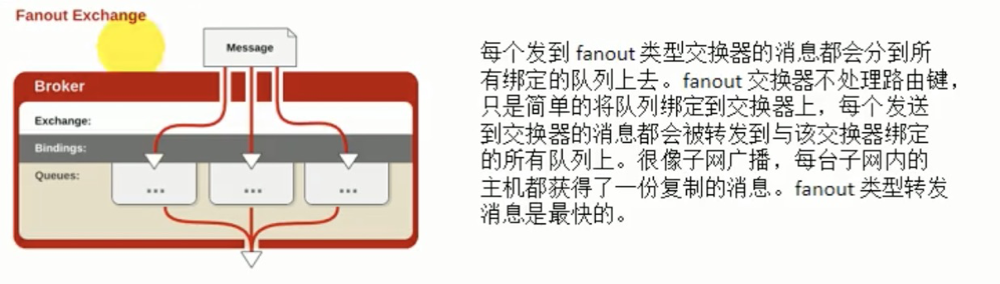 Fanout Exchange
Message
Broker
Exchange:
Bindings:
Queues:
...
...
...
每个发到 fanout 类型交换器的消息都会分到所
有绑定的队列上去。fanout 交换器不处理路由键，
只是简单的将队列绑定到交换器上，每个发送
到交换器的消息都会被转发到与该交换器绑定
的所有队列上。很像子网广播，每台子网内的
主机都获得了一份复制的消息。fanout 类型转发
消息是最快的。